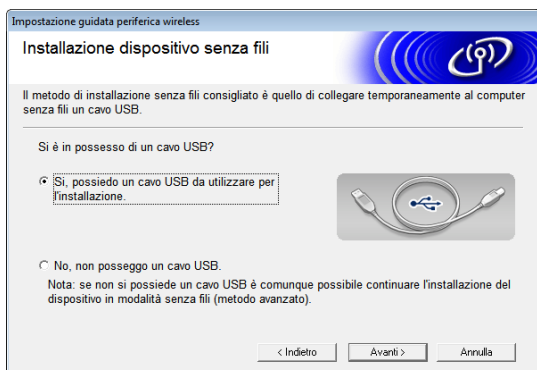 Impostazione guidata periferica wireless
Installazione dispositivo senza fili
Il metodo di installazione senza fili consigliato è quello di collegare temporaneamente al computer
senza fili un cavo USB.
Si è in possesso di un cavo USB?
Si, possiedo un cavo USB da utilizzare per
l'installazione.
No, non posseggo un cavo USB.
Nota: se non si possiede un cavo USB è comunque possibile continuare l'installazione del
dispositivo in modalità senza fili (metodo avanzato).
< Indietro
Avanti >
Annulla